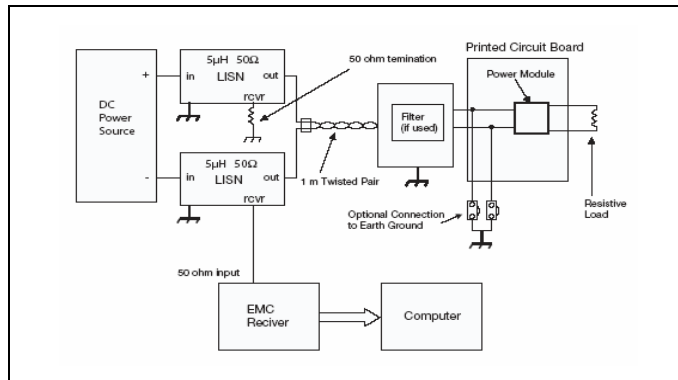 50 ohm temination
Printed Circuit Board
Power Module
5µH 50Ω
+
in
LISN
out
rcvr
DC
Power
Source
Filter
(if used)
5µH 50Ω
-
in
LISN
out
rcvr
1 m Twisted Pair
Optional Connection
to Earth Ground
Resistive
Load
50 ohm input
EMC
Reciver
Computer